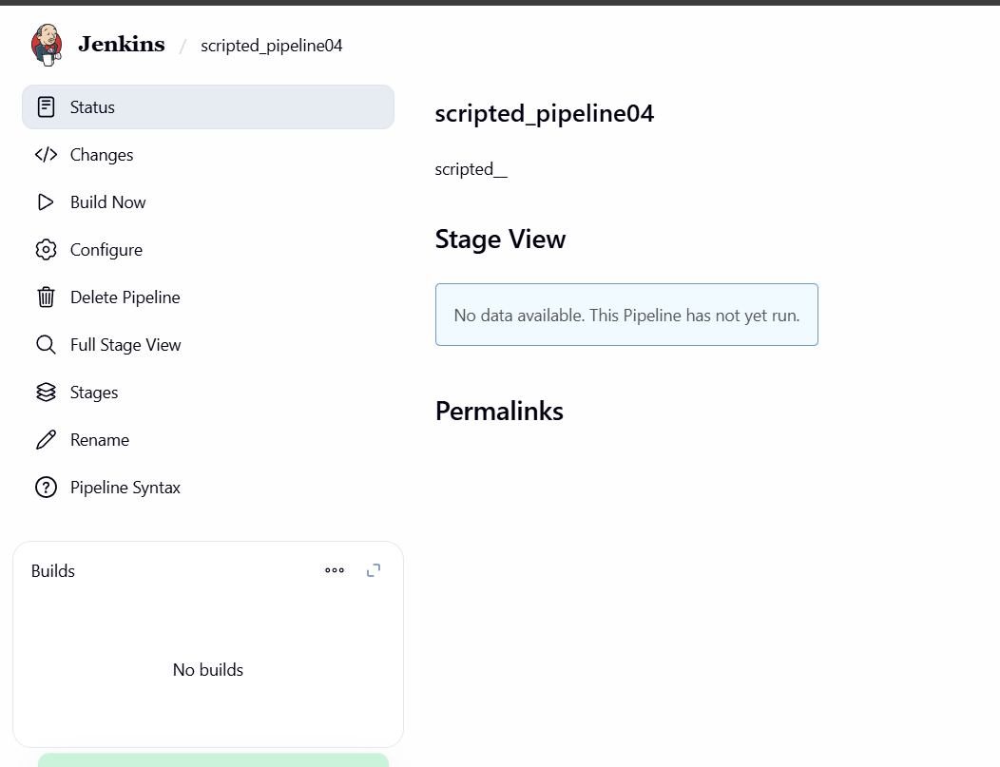 Jenkins / scripted_pipeline04
Status
Changes
Build Now
Configure
Delete Pipeline
Full Stage View
Stages
Rename
Pipeline Syntax
Builds
No builds
scripted_pipeline04
scripted__
Stage View
No data available. This Pipeline has not yet run.
Permalinks